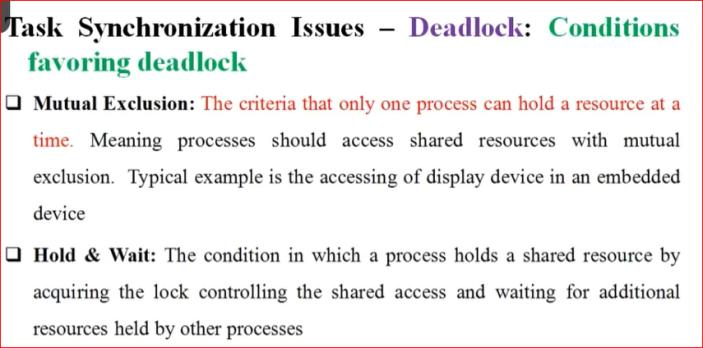 Task Synchronization Issues – Deadlock: Conditions
favoring deadlock
❑ Mutual Exclusion: The criteria that only one process can hold a resource at a
time. Meaning processes should access shared resources with mutual
exclusion. Typical example is the accessing of display device in an embedded
device
❑ Hold & Wait: The condition in which a process holds a shared resource by
acquiring the lock controlling the shared access and waiting for additional
resources held by other processes